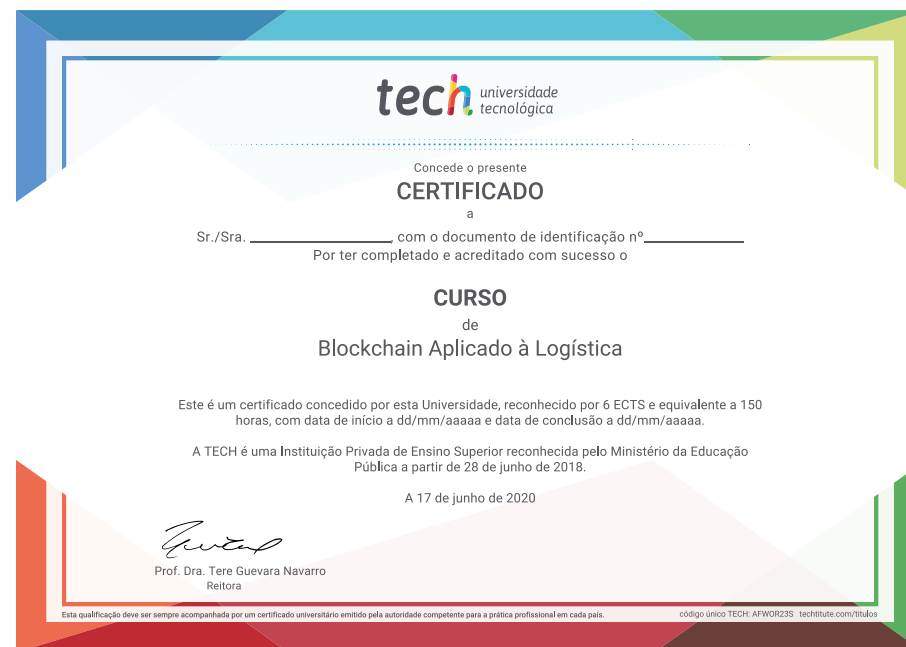 tech universidade
tecnológica
Concede o presente
CERTIFICADO
a
Sr./Sra. ________________, com o documento de identificação nº____________
Por ter completado e acreditado com sucesso o
CURSO
de
Blockchain Aplicado à Logística
Este é um certificado concedido por esta Universidade, reconhecido por 6 ECTS e equivalente a 150
horas, com data de início a dd/mm/aaaaa e data de conclusão a dd/mm/aaaaa.
A TECH é uma Instituição Privada de Ensino Superior reconhecida pelo Ministério da Educação
Pública a partir de 28 de junho de 2018.
A 17 de junho de 2020
Prof. Dra. Tere Guevara Navarro
Reitora
Esta qualificação deve ser sempre acompanhada por um certificado universitário emitido pela autoridade competente para a prática profissional em cada país.
código único TECH: AFWOR23S techtitute.com/titulos